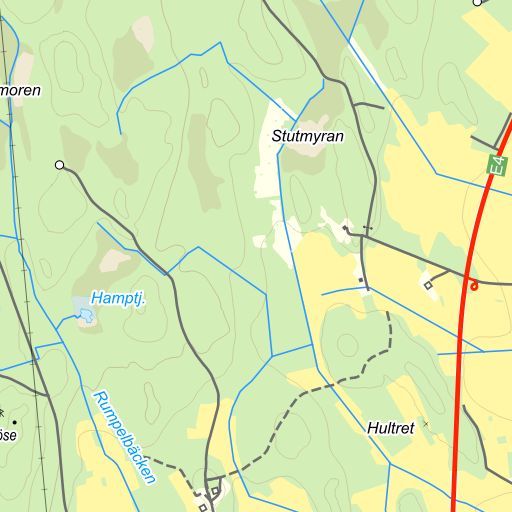 moren
Stutmyran
E4
Hamptj.
Rumpelbäcken
Hultret
öse